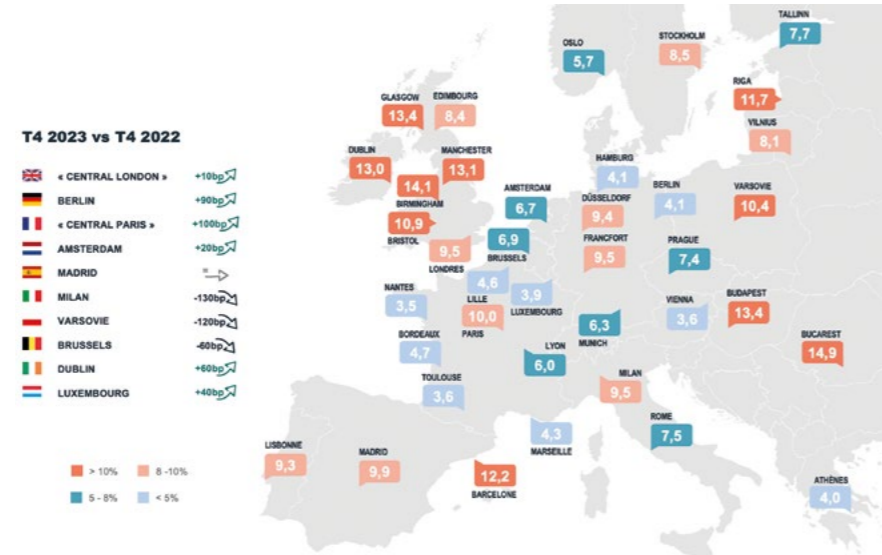 T4 2023 vs T4 2022
« CENTRAL LONDON » +10bp
BERLIN +90bp
« CENTRAL PARIS » +100bp
AMSTERDAM +20bp
MADRID =
MILAN -130bp
VARSOVIE -120bp
BRUSSELS -60bp
DUBLIN +60bp
LUXEMBOURG +40bp
> 10%
8 -10%
5 - 8%
< 5%
TALLINN
7,7
OSLO
5,7
STOCKHOLM
8,5
RIGA
11,7
VILNIUS
8,1
GLASGOW
13,4
EDIMBOURG
8,4
DUBLIN
13,0
MANCHESTER
13,1
14,1
BIRMINGHAM
10,9
BRISTOL
9,5
LONDRES
AMSTERDAM
6,7
6,9
BRUSSELS
HAMBURG
4,1
BERLIN
4,1
DÜSSELDORF
9,4
FRANCFORT
9,5
VARSOVIE
10,4
PRAGUE
7,4
NANTES
3,5
4,6
LILLE
3,9
LUXEMBOURG
10,0
PARIS
BORDEAUX
4,7
TOULOUSE
3,6
LYON
6,0
6,3
MUNICH
VIENNA
3,6
BUDAPEST
13,4
BUCAREST
14,9
MILAN
9,5
ROME
7,5
4,3
MARSEILLE
LISBONNE
9,3
MADRID
9,9
12,2
BARCELONE
ATHÈNES
4,0